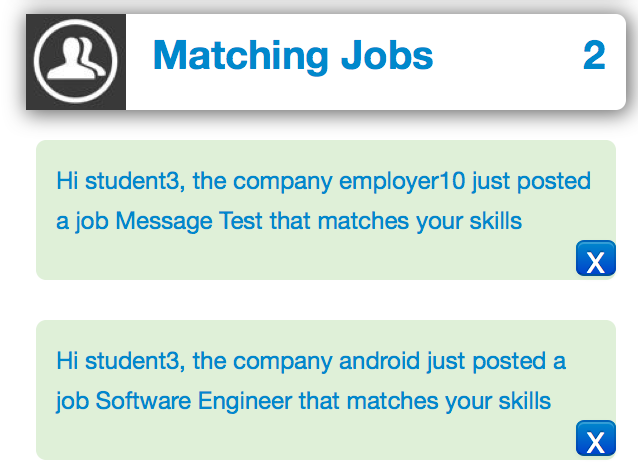 Matching Jobs 2
Hi student3, the company employer10 just posted
a job Message Test that matches your skills
X
Hi student3, the company android just posted a
job Software Engineer that matches your skills
X